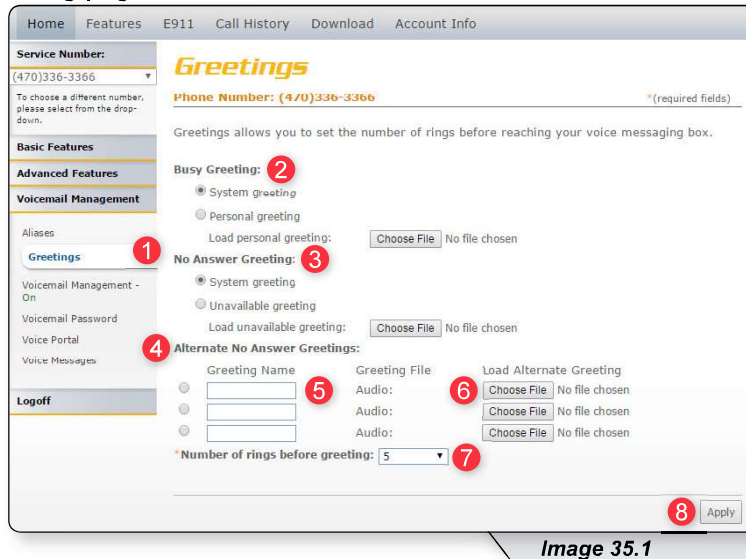 Home Features E911 Call History Download Account Info
Service Number:
(470)336-3366
To choose a different number,
please select from the drop-
down.
Basic Features
Advanced Features
Voicemail Management
Aliases
Greetings 1
Voicemail Management -
On
Voicemail Password
Voice Portal
Voice Messages
Logoff
Greetings
Phone Number: (470)336-3366 *(required fields)
Greetings allows you to set the number of rings before reaching your voice messaging box.
Busy Greeting: 2
System greeting
Personal greeting
Load personal greeting: Choose File No file chosen
No Answer Greeting: 3
System greeting
Unavailable greeting
Load unavailable greeting: Choose File No file chosen
4 Alternate No Answer Greetings:
Greeting Name Greeting File Load Alternate Greeting
5 Audio: 6 Choose File No file chosen
Audio: Choose File No file chosen
Audio: Choose File No file chosen
*Number of rings before greeting: 5 7
8 Apply
Image 35.1